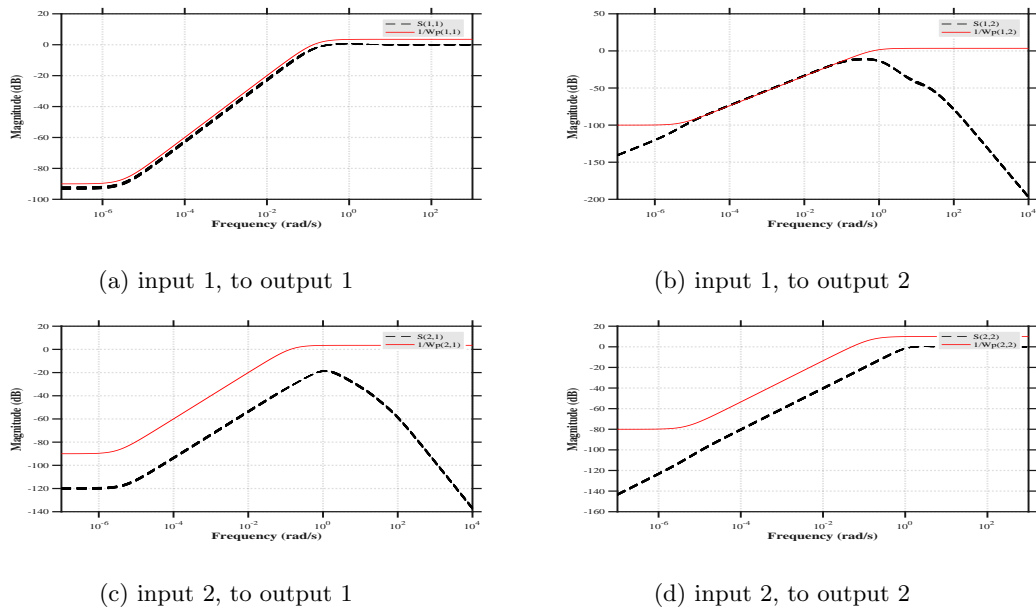 20
0
-20
-40
-60
-80
-100
Magnitude (dB)
S(1,1)
1/Wp(1,1)
10^-6
10^-4
10^-2
10^0
10^2
Frequency (rad/s)
(a) input 1, to output 1
50
0
-50
-100
-150
-200
Magnitude (dB)
S(1,2)
1/Wp(1,2)
10^-6
10^-4
10^-2
10^0
10^2
10^4
Frequency (rad/s)
(b) input 1, to output 2
20
0
-20
-40
-60
-80
-100
-120
-140
Magnitude (dB)
S(2,1)
1/Wp(2,1)
10^-6
10^-4
10^-2
10^0
10^2
10^4
Frequency (rad/s)
(c) input 2, to output 1
20
0
-20
-40
-60
-80
-100
-120
-140
-160
Magnitude (dB)
S(2,2)
1/Wp(2,2)
10^-6
10^-4
10^-2
10^0
10^2
Frequency (rad/s)
(d) input 2, to output 2